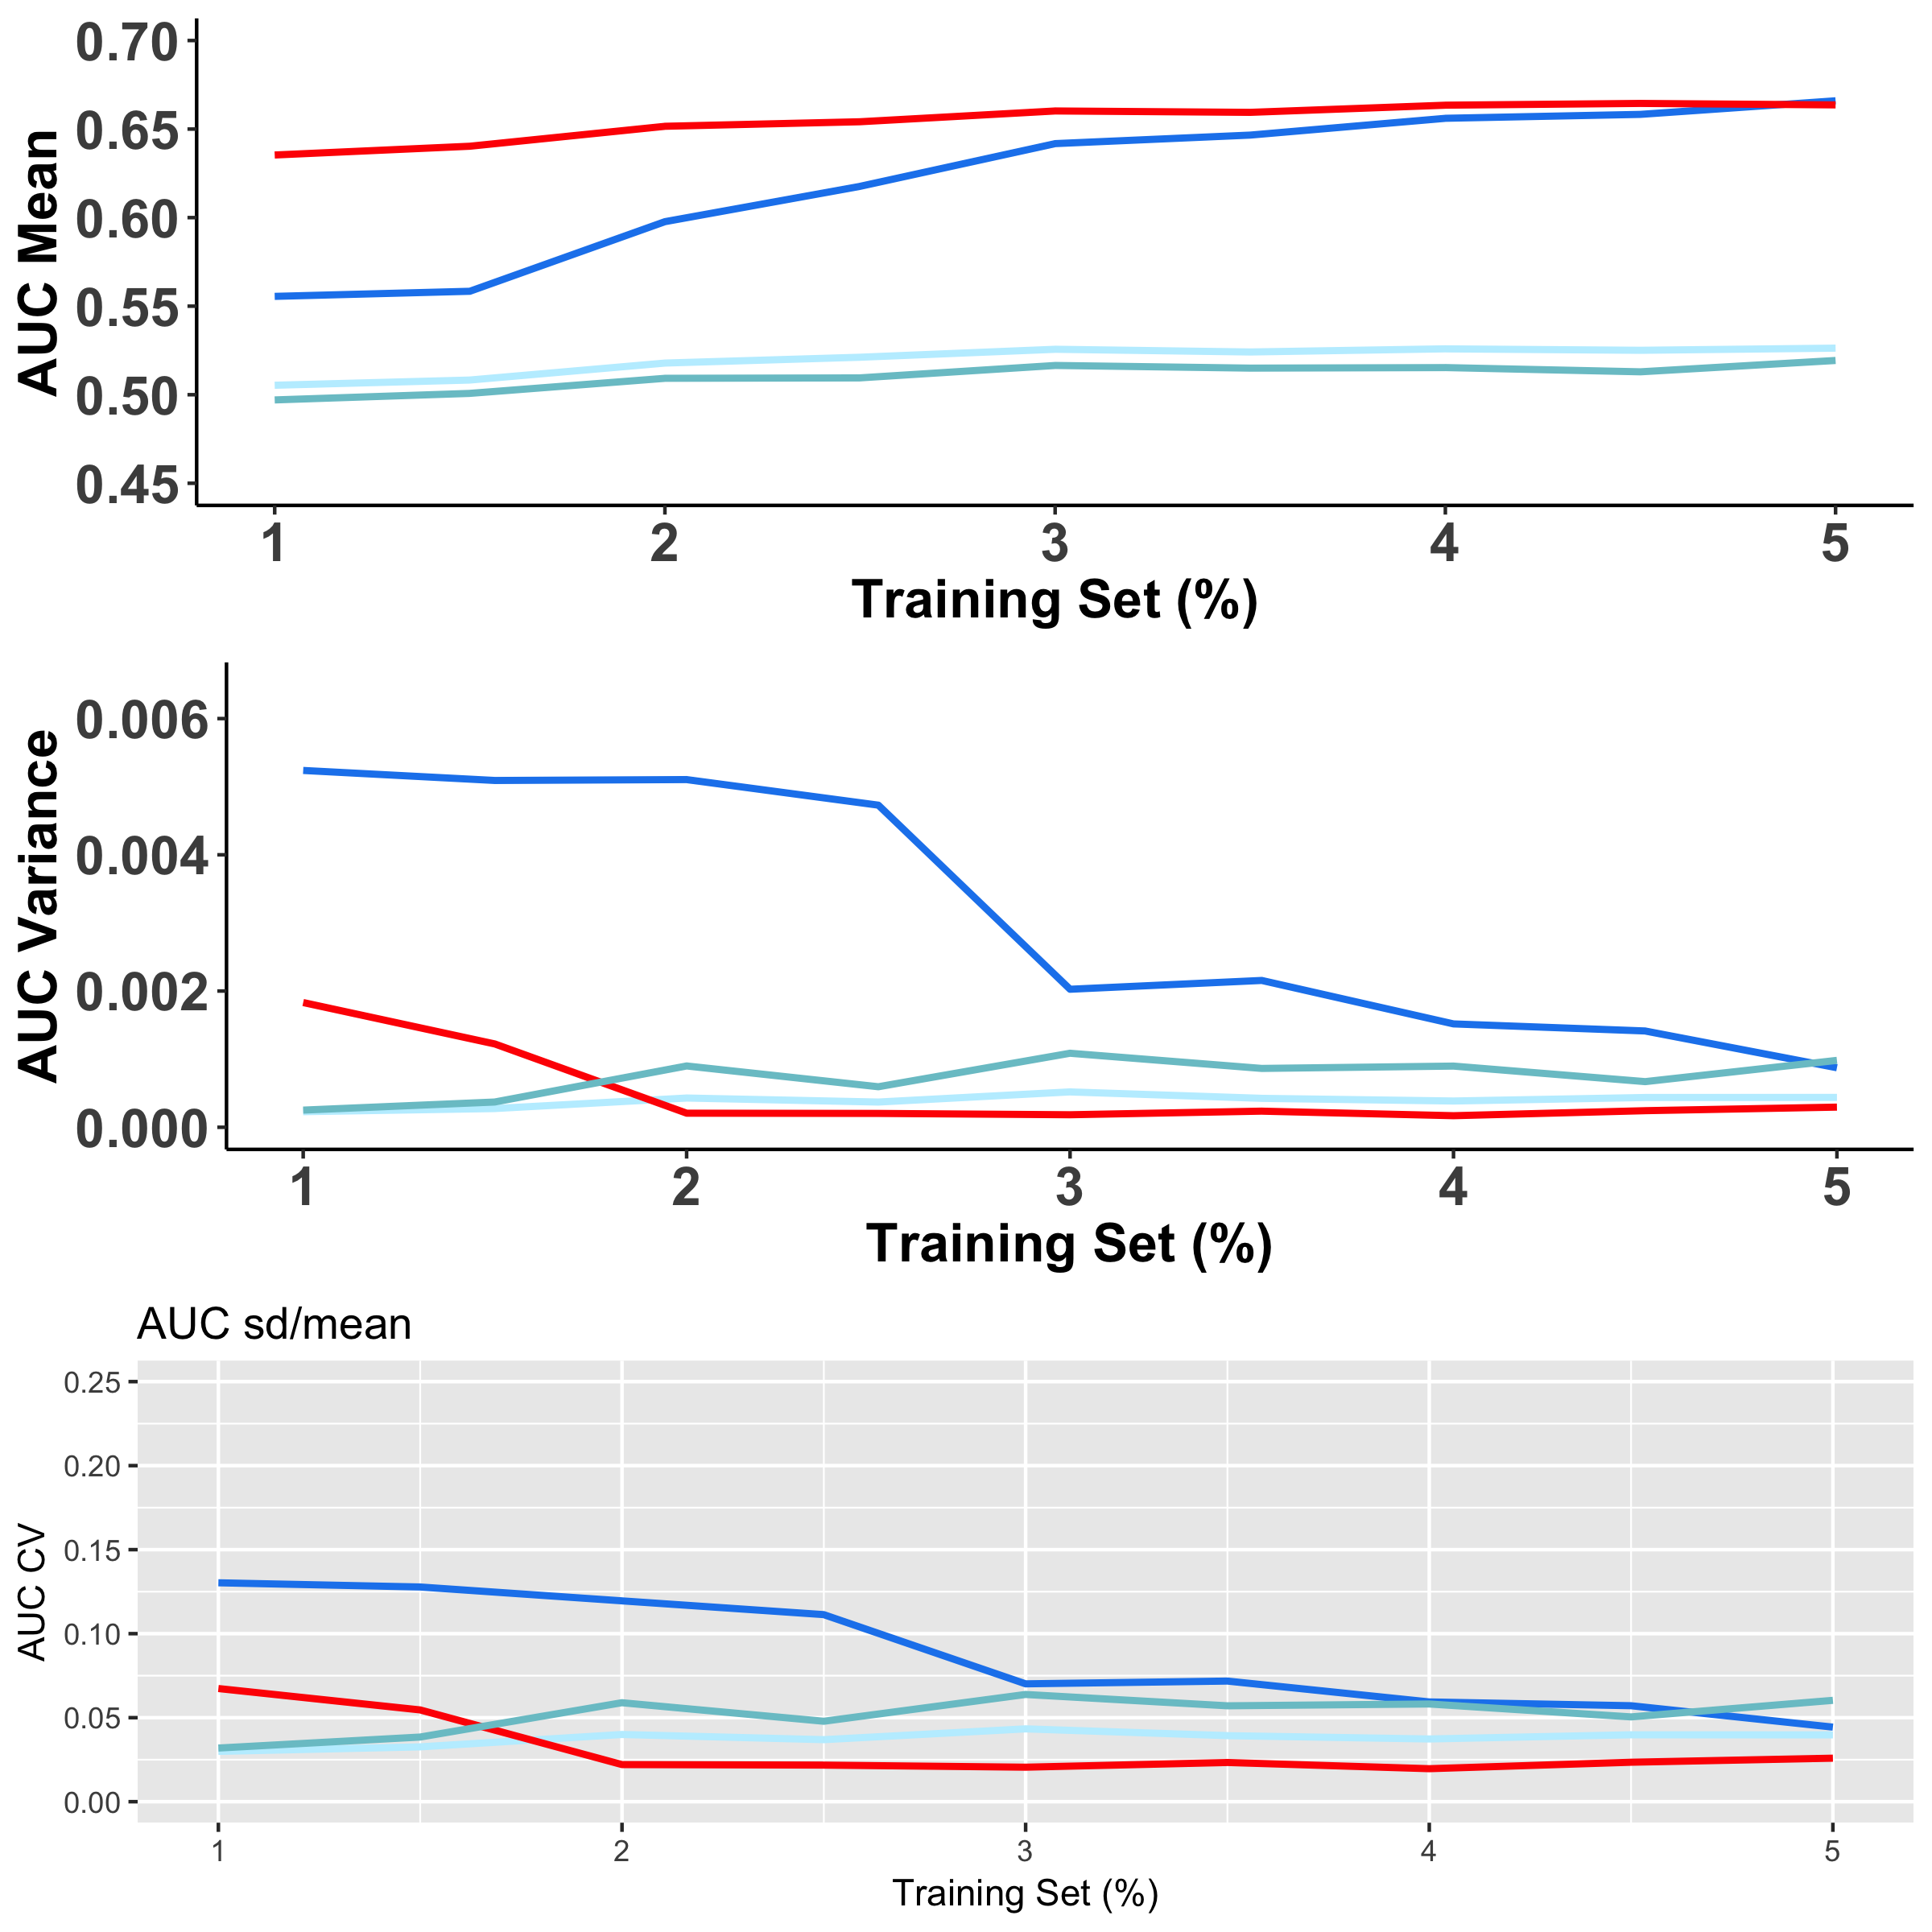 0.70
0.65
0.60
0.55
0.50
0.45
AUC Mean
1 2 3 4 5
Training Set (%)
0.006
0.004
0.002
0.000
AUC Variance
1 2 3 4 5
Training Set (%)
AUC sd/mean
0.25
0.20
0.15
0.10
0.05
0.00
AUC CV
1 2 3 4 5
Training Set (%)